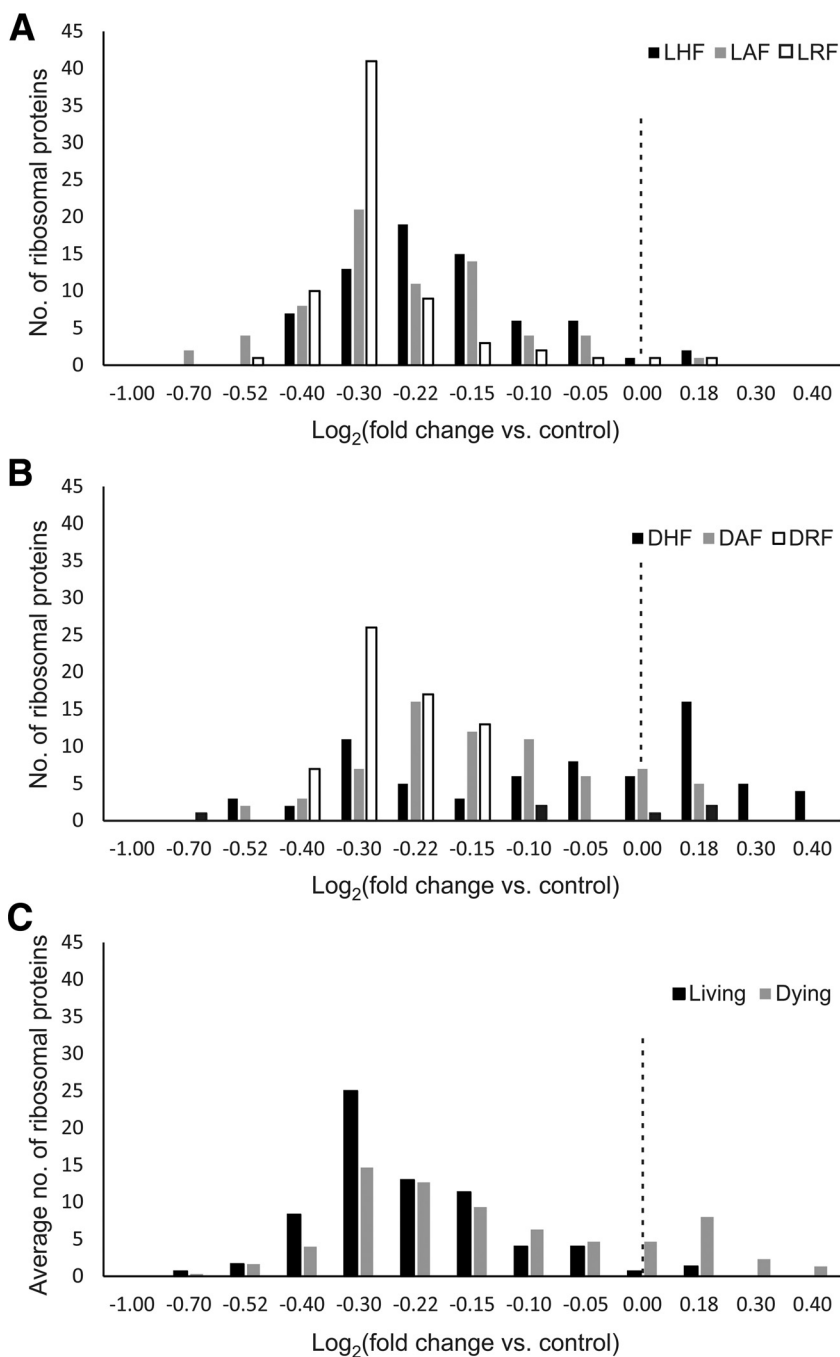 A
No. of ribosomal proteins
45
40
35
30
25
20
15
10
5
0
LHF LAF LRF
-1.00 -0.70 -0.52 -0.40 -0.30 -0.22 -0.15 -0.10 -0.05 0.00 0.18 0.30 0.40
Log2(fold change vs. control)
B
No. of ribosomal proteins
45
40
35
30
25
20
15
10
5
0
DHF DAF DRF
-1.00 -0.70 -0.52 -0.40 -0.30 -0.22 -0.15 -0.10 -0.05 0.00 0.18 0.30 0.40
Log2(fold change vs. control)
C
Average no. of ribosomal proteins
45
40
35
30
25
20
15
10
5
0
Living Dying
-1.00 -0.70 -0.52 -0.40 -0.30 -0.22 -0.15 -0.10 -0.05 0.00 0.18 0.30 0.40
Log2(fold change vs. control)